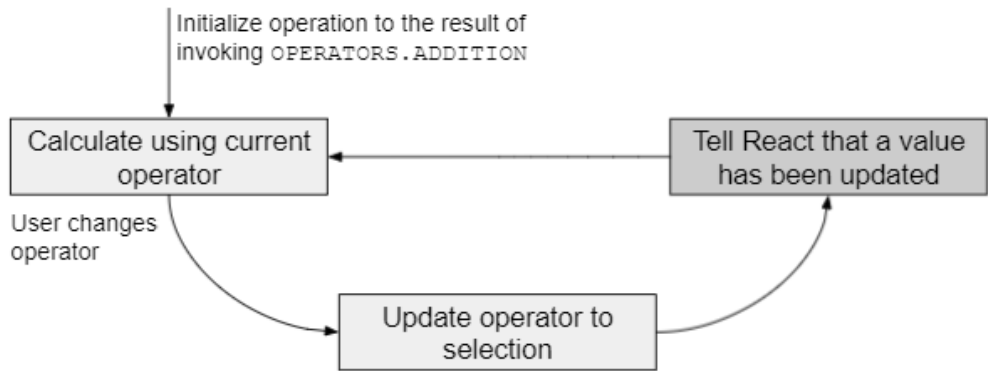 Initialize operation to the result of
invoking OPERATORS.ADDITION
Calculate using current
operator
Tell React that a value
has been updated
User changes
operator
Update operator to
selection